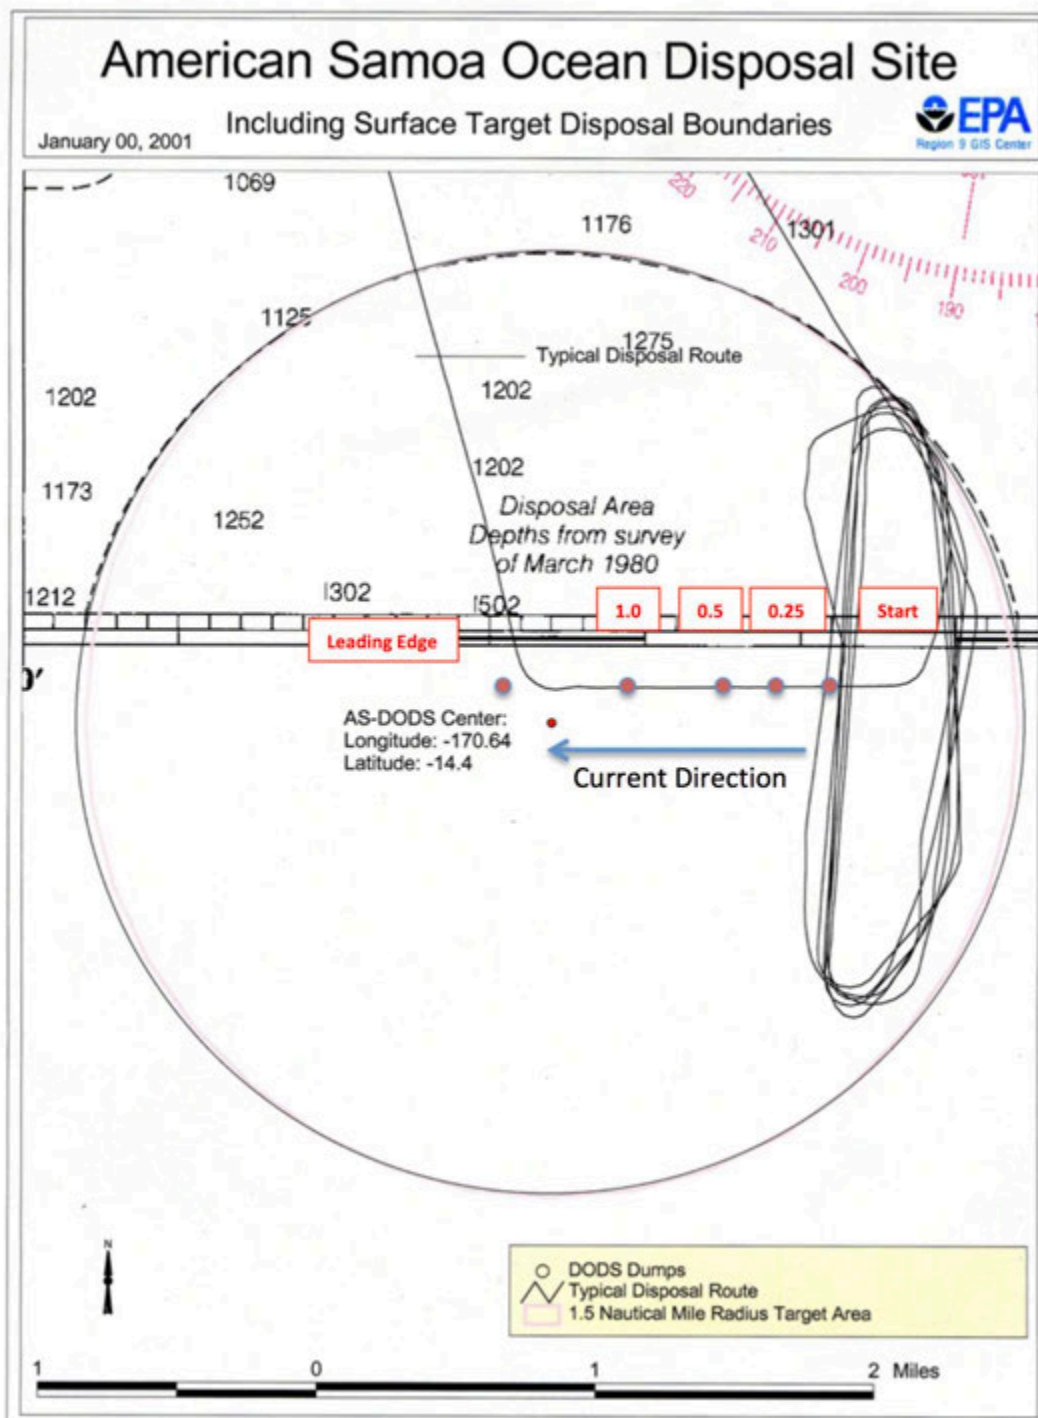 American Samoa Ocean Disposal Site
Including Surface Target Disposal Boundaries
January 00, 2001
EPA
Region 9 GIS Center
1069
1176
1301
220
210
200
190
1125
1275
Typical Disposal Route
1202
1202
1202
1173
1252
Disposal Area
Depths from survey
of March 1980
1212
1302
1502
1.0
0.5
0.25
Start
Leading Edge
0'
AS-DODS Center:
Longitude: -170.64
Latitude: -14.4
Current Direction
N
DODS Dumps
Typical Disposal Route
1.5 Nautical Mile Radius Target Area
1 0 1 2 Miles